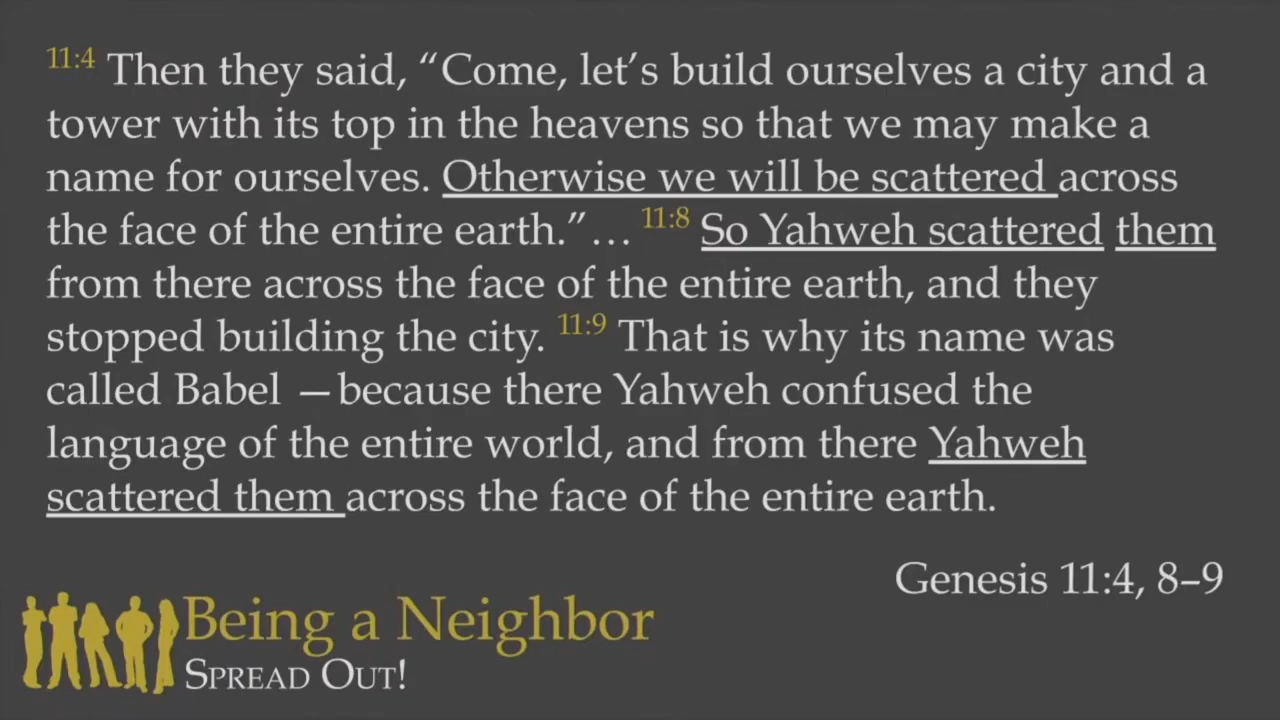 11:4 Then they said, “Come, let’s build ourselves a city and a
tower with its top in the heavens so that we may make a
name for ourselves. Otherwise we will be scattered across
the face of the entire earth.”… 11:8 So Yahweh scattered them
from there across the face of the entire earth, and they
stopped building the city. 11:9 That is why its name was
called Babel —because there Yahweh confused the
language of the entire world, and from there Yahweh
scattered them across the face of the entire earth.
Genesis 11:4, 8–9
Being a Neighbor
SPREAD OUT!